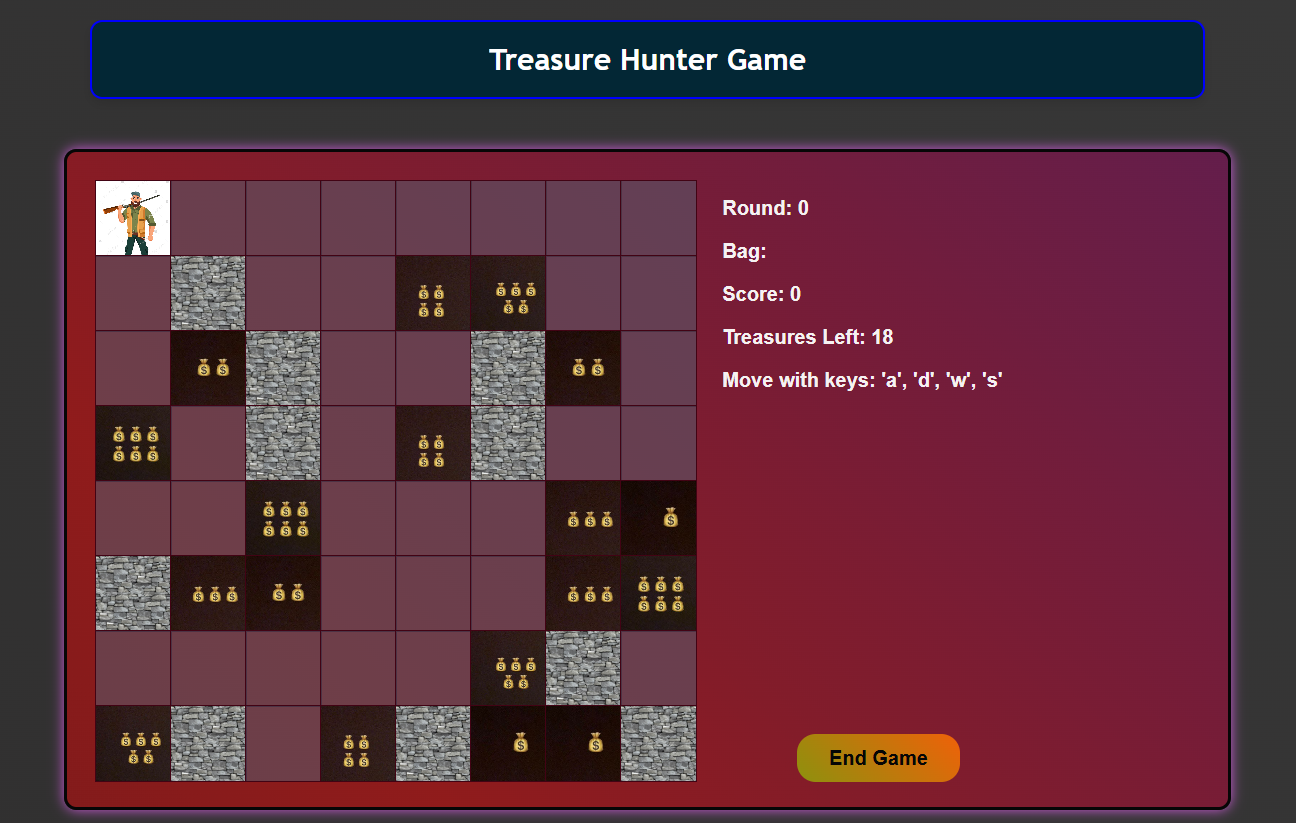 Treasure Hunter Game
Round: 0
Bag:
Score: 0
Treasures Left: 18
Move with keys: 'a', 'd', 'w', 's'
End Game